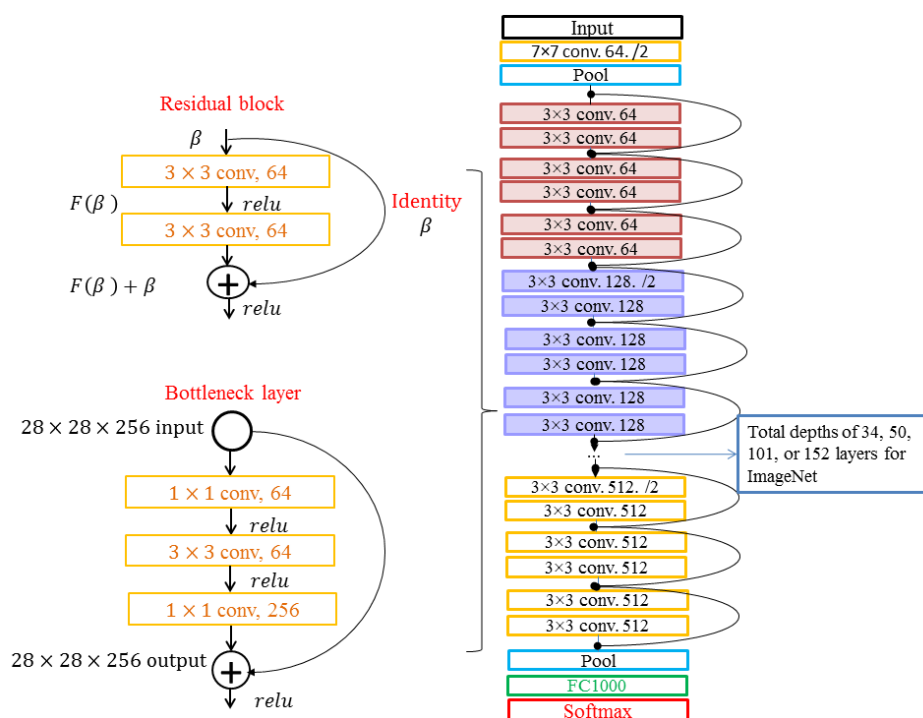 Residual block
β
3 × 3 conv, 64
F(β)
relu
3 × 3 conv, 64
F(β) + β
+
relu
Identity
β
Bottleneck layer
28 × 28 × 256 input
1 × 1 conv, 64
relu
3 × 3 conv, 64
relu
1 × 1 conv, 256
28 × 28 × 256 output
+
relu
Input
7×7 conv. 64. /2
Pool
3×3 conv. 64
3×3 conv. 64
3×3 conv. 64
3×3 conv. 64
3×3 conv. 64
3×3 conv. 64
3×3 conv. 128. /2
3×3 conv. 128
3×3 conv. 128
3×3 conv. 128
3×3 conv. 128
3×3 conv. 128
...
Total depths of 34, 50,
101, or 152 layers for
ImageNet
3×3 conv. 512. /2
3×3 conv. 512
3×3 conv. 512
3×3 conv. 512
3×3 conv. 512
3×3 conv. 512
Pool
FC1000
Softmax